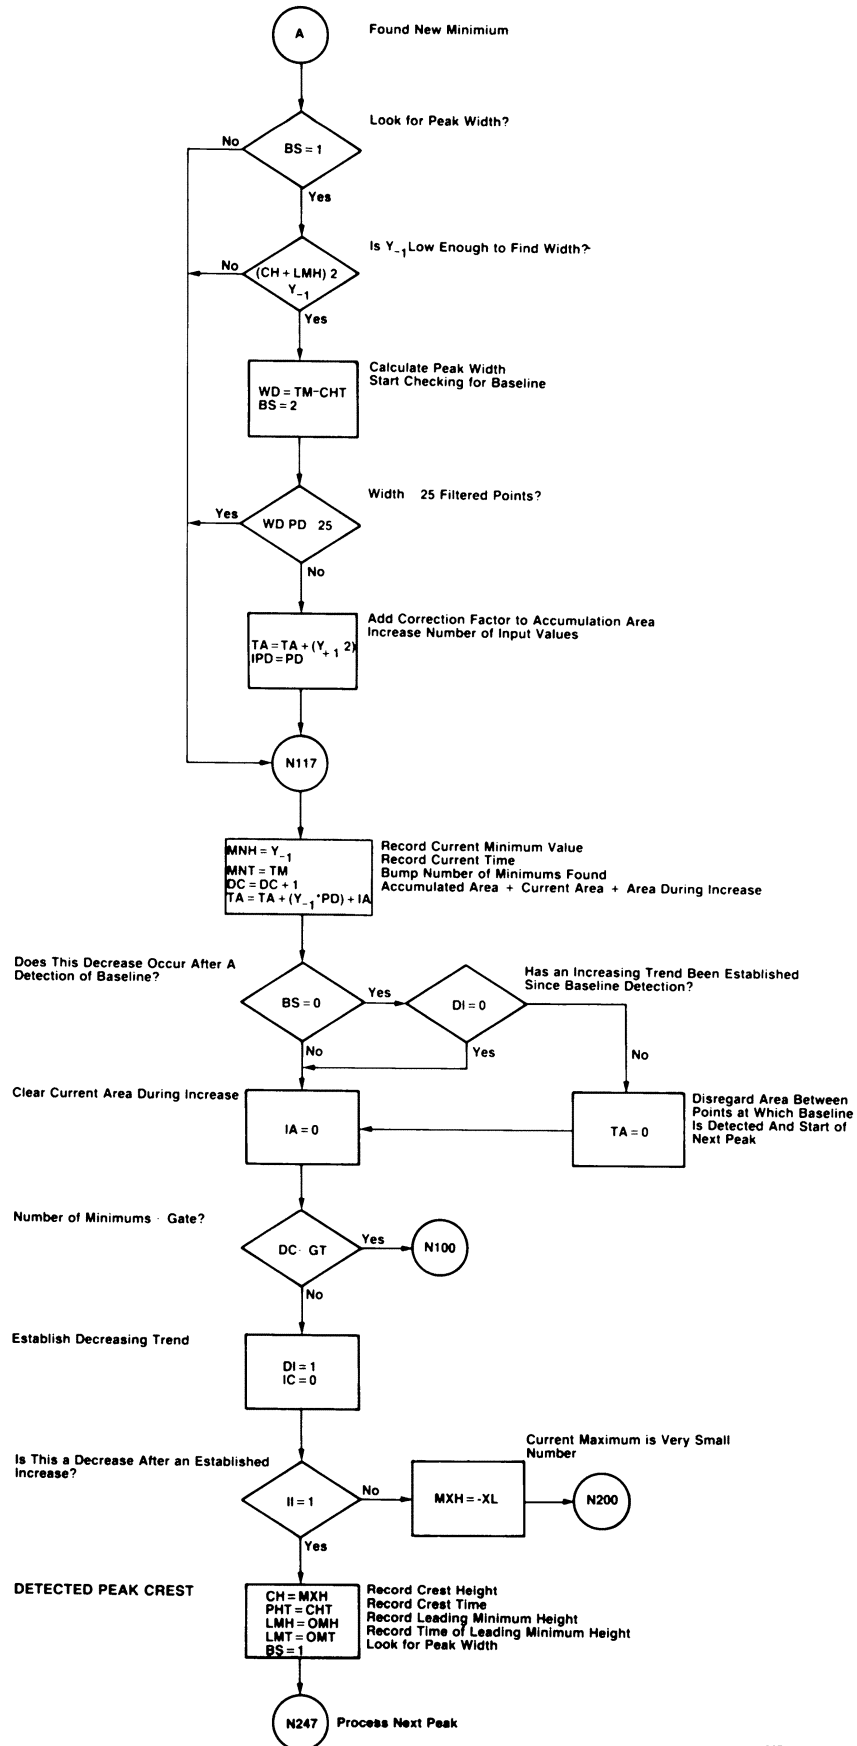 A
Found New Minimium
Look for Peak Width?
BS = 1
No
Yes
Is Y-1 Low Enough to Find Width?
(CH + LMH) 2
Y-1
No
Yes
Calculate Peak Width
Start Checking for Baseline
WD = TM-CHT
BS = 2
Width 25 Filtered Points?
WD PD 25
Yes
No
Add Correction Factor to Accumulation Area
Increase Number of Input Values
TA = TA + (Y+1 2)
IPD = PD
N117
MNH = Y-1
MNT = TM
DC = DC + 1
TA = TA + (Y-1*PD) + IA
Record Current Minimum Value
Record Current Time
Bump Number of Minimums Found
Accumulated Area + Current Area + Area During Increase
Does This Decrease Occur After A
Detection of Baseline?
BS = 0
Yes
No
DI = 0
Yes
No
Has an Increasing Trend Been Established
Since Baseline Detection?
Clear Current Area During Increase
IA = 0
TA = 0
Disregard Area Between
Points at Which Baseline
Is Detected And Start of
Next Peak
Number of Minimums · Gate?
DC· GT
Yes
N100
No
Establish Decreasing Trend
DI = 1
IC = 0
Is This a Decrease After an Established
Increase?
II = 1
No
Yes
Current Maximum is Very Small
Number
MXH = -XL
N200
DETECTED PEAK CREST
CH = MXH
PHT = CHT
LMH = OMH
LMT = OMT
BS = 1
Record Crest Height
Record Crest Time
Record Leading Minimum Height
Record Time of Leading Minimum Height
Look for Peak Width
N247
Process Next Peak